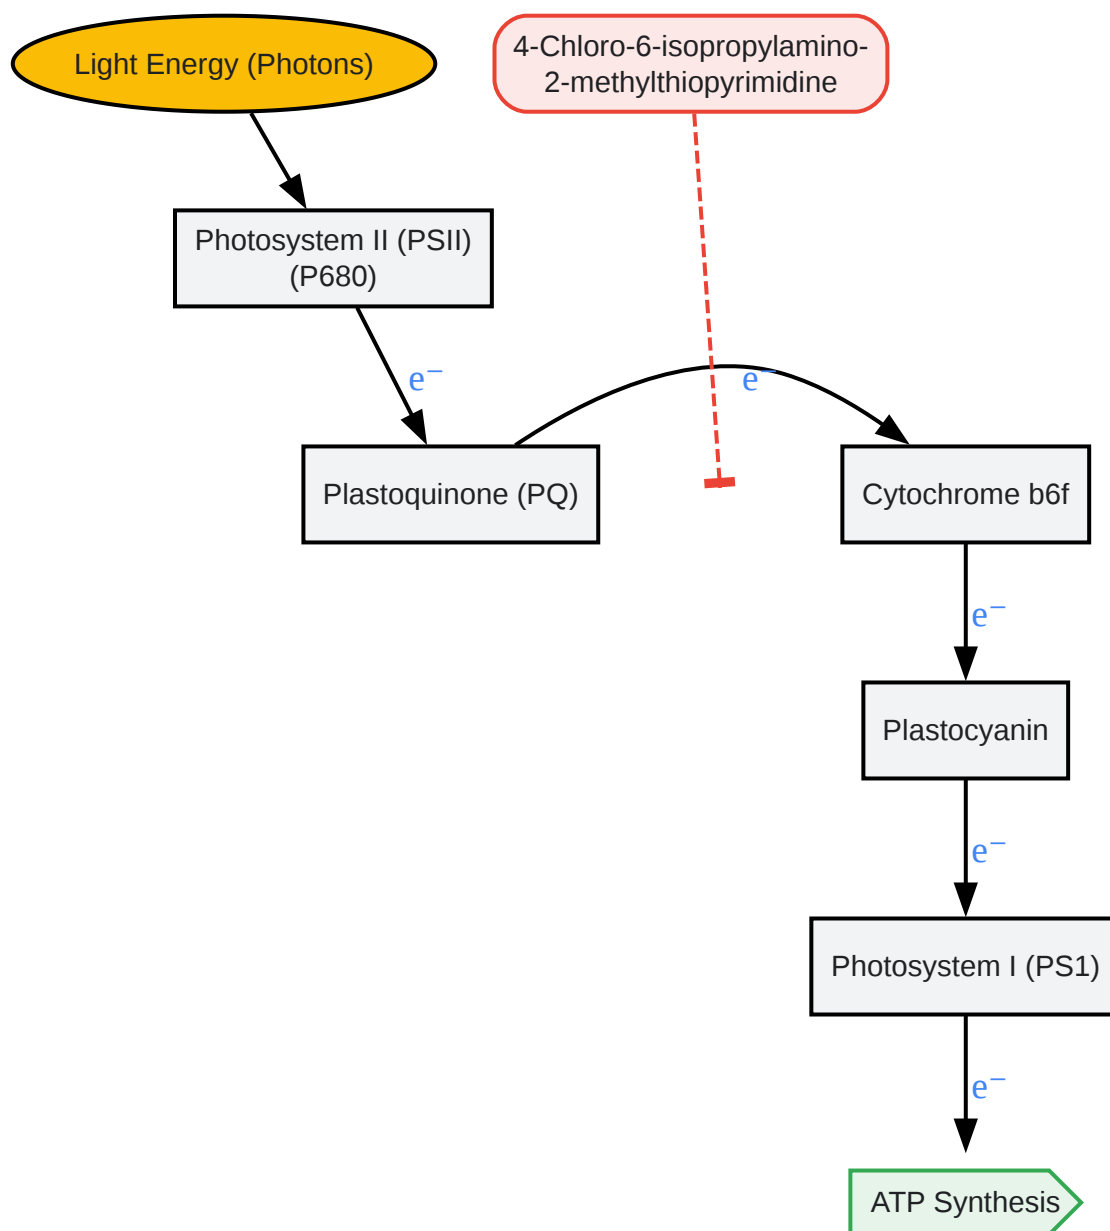 Light Energy (Photons)
4-Chloro-6-isopropylamino-
2-methylthiopyrimidine
Photosystem II (PSII)
(P680)
e⁻
e⁻
Plastoquinone (PQ)
Cytochrome b6f
e⁻
Plastocyanin
e⁻
Photosystem I (PS1)
e⁻
ATP Synthesis